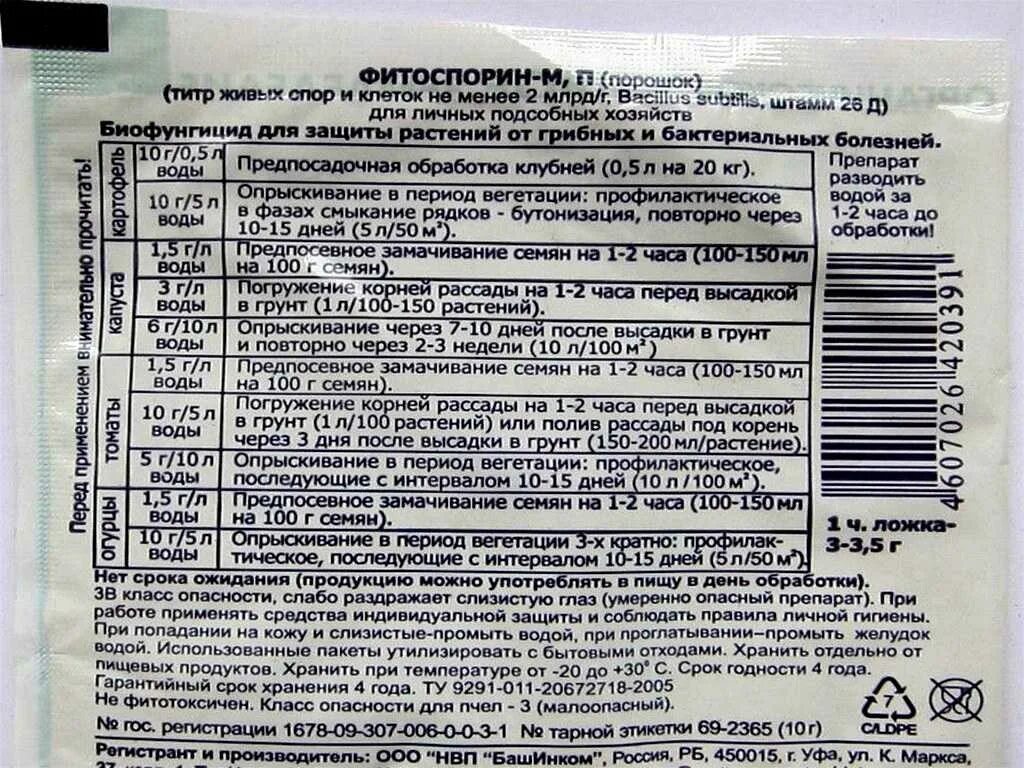 ФИТОСПОРИН-М, П (порошок)
(титр живых спор и клеток не менее 2 млрд/г, Bacillus subtilis, штамм 26 Д)
для личных подсобных хозяйств
Биофунгицид для защиты растений от грибных и бактериальных болезней.
Перед применением внимательно прочитать!
картофель
10 г/0,5 л
воды
Предпосадочная обработка клубней (0,5 л на 20 кг).
10 г/5 л
воды
Опрыскивание в период вегетации: профилактическое
в фазах смыкание рядков - бутонизация, повторно через
10-15 дней (5 л/50 м²).
капуста
1,5 г/л
воды
Предпосевное замачивание семян на 1-2 часа (100-150 мл
на 100 г семян).
3 г/л
воды
Погружение корней рассады на 1-2 часа перед высадкой
в грунт (1 л/100-150 растений).
6 г/10 л
воды
Опрыскивание через 7-10 дней после высадки в грунт
и повторно через 2-3 недели (10 л/100 м²)
томаты
1,5 г/л
воды
Предпосевное замачивание семян на 1-2 часа (100-150 мл
на 100 г семян).
10 г/5 л
воды
Погружение корней рассады на 1-2 часа перед высадкой
в грунт (1 л/100 растений) или полив рассады под корень
через 3 дня после высадки в грунт (150-200 мл/растение).
5 г/10 л
воды
Опрыскивание в период вегетации: профилактическое,
последующие с интервалом 10-15 дней (10 л/100 м²).
огурцы
1,5 г/л
воды
Предпосевное замачивание семян на 1-2 часа (100-150 мл
на 100 г семян).
10 г/5 л
воды
Опрыскивание в период вегетации 3-х кратно: профилак-
тическое, последующие с интервалом 10-15 дней (5 л/50 м²)
Препарат
разводить
водой за
1-2 часа до
обработки!
4607026420391
1 ч. ложка-
3-3,5 г
Нет срока ожидания (продукцию можно употреблять в пищу в день обработки).
3В класс опасности, слабо раздражает слизистую глаз (умеренно опасный препарат). При
работе применять средства индивидуальной защиты и соблюдать правила личной гигиены.
При попадании на кожу и слизистые-промыть водой, при проглатывании–промыть желудок
водой. Использованные пакеты утилизировать с бытовыми отходами. Хранить отдельно от
пищевых продуктов. Хранить при температуре от -20 до +30° С. Срок годности 4 года.
Гарантийный срок хранения 4 года. ТУ 9291-011-20672718-2005
Не фитотоксичен. Класс опасности для пчел - 3 (малоопасный).
7
C/LDPE
№ гос. регистрации 1678-09-307-006-0-0-3-1 № тарной этикетки 69-2365 (10 г)
Регистрант и производитель: ООО "НВП "БашИнком", Россия, РБ, 450015, г. Уфа, ул. К. Маркса,